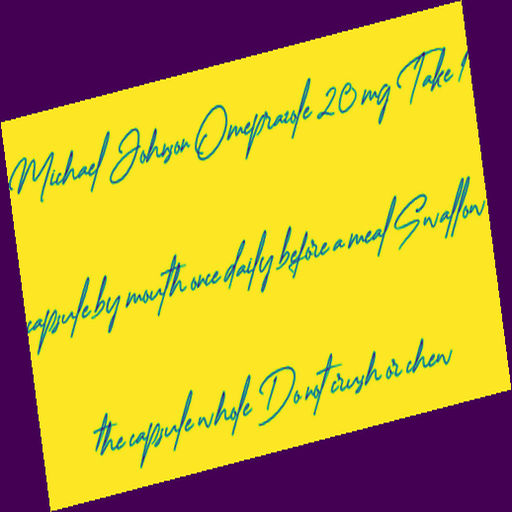 Michael Johnson Omeprazole 20 mg Take 1
capsule by mouth once daily before a meal Swallow
the capsule whole Do not crush or chew